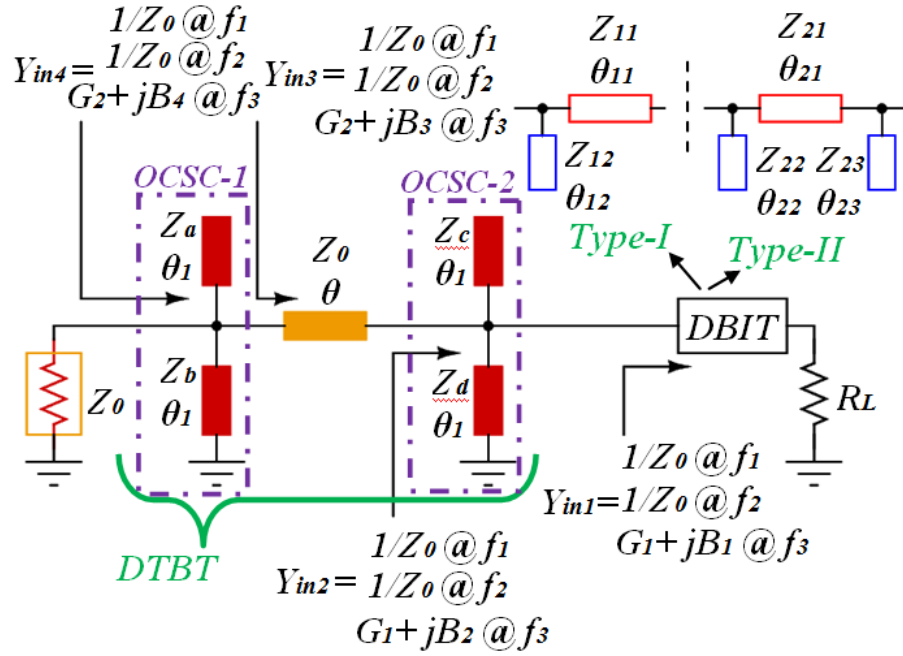 1/Z0 @ f1
Yin4= 1/Z0 @ f2
G2+ jB4 @ f3
1/Z0 @ f1
Yin3= 1/Z0 @ f2
G2+ jB3 @ f3
Z11
θ11
Z21
θ21
Z12
θ12
Z22
θ22
Z23
θ23
Type-I
Type-II
OCSC-1
OCSC-2
Za
θ1
Z0
θ
Zc
θ1
DBIT
Z0
Zb
θ1
Zd
θ1
RL
DTBT
1/Z0 @ f1
Yin2= 1/Z0 @ f2
G1+ jB2 @ f3
1/Z0 @ f1
Yin1= 1/Z0 @ f2
G1+ jB1 @ f3